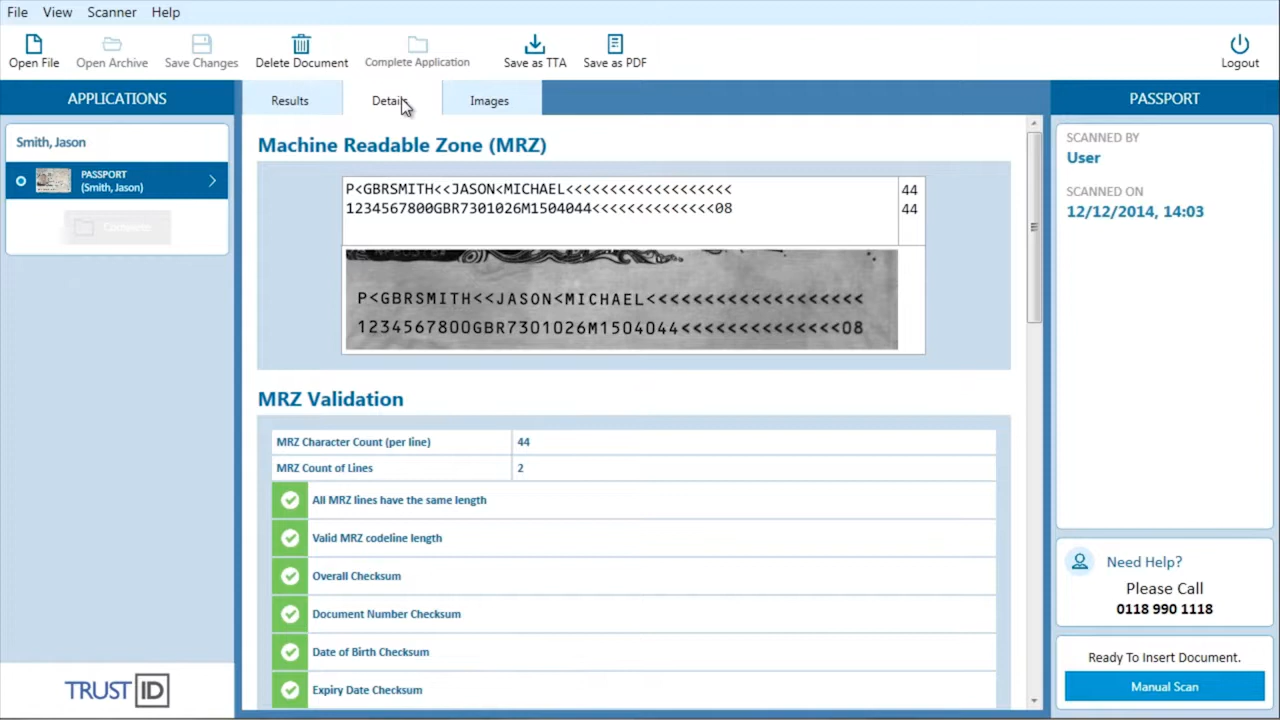 File View Scanner Help
Open File Open Archive Save Changes Delete Document Complete Application Save as TTA Save as PDF Logout
APPLICATIONS
Results Details Images
PASSPORT
Smith, Jason
PASSPORT
(Smith, Jason)
Complete
Machine Readable Zone (MRZ)
P<GBRSMITH<<JASON<MICHAEL<<<<<<<<<<<<<<<<<<< 44
1234567800GBR7301026M1504044<<<<<<<<<<<<<<08 44
P<GBRSMITH<<JASON<MICHAEL<<<<<<<<<<<<<<<<<<<
1234567800GBR7301026M1504044<<<<<<<<<<<<<<08
MRZ Validation
MRZ Character Count (per line) 44
MRZ Count of Lines 2
All MRZ lines have the same length
Valid MRZ codeline length
Overall Checksum
Document Number Checksum
Date of Birth Checksum
Expiry Date Checksum
SCANNED BY
User
SCANNED ON
12/12/2014, 14:03
Need Help?
Please Call
0118 990 1118
Ready To Insert Document.
Manual Scan
TRUST ID